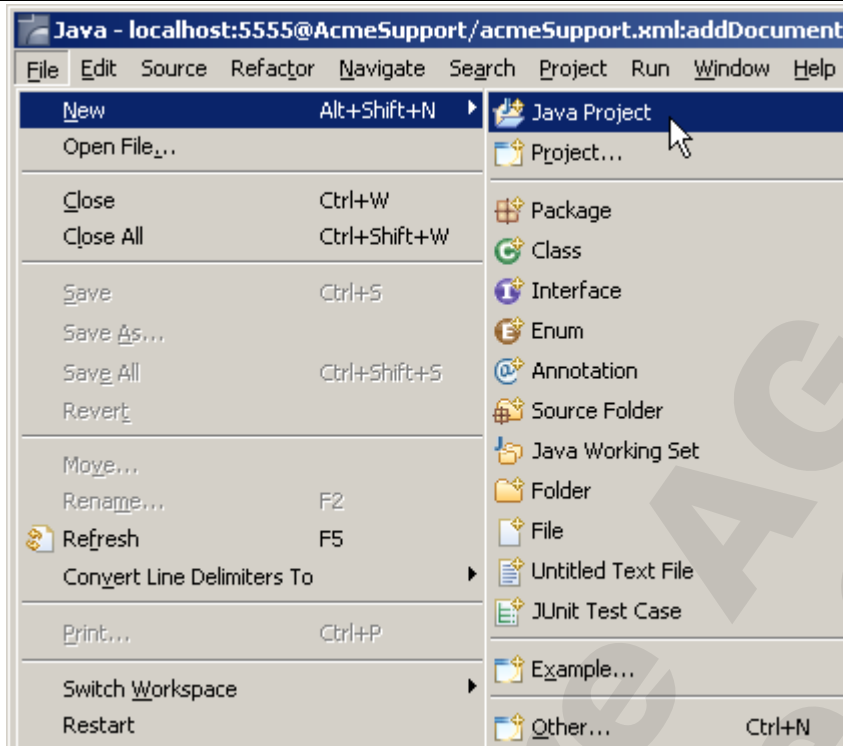 Java - localhost:5555@AcmeSupport/acmeSupport.xml:addDocument
File Edit Source Refactor Navigate Search Project Run Window Help
New Alt+Shift+N
Open File...
Close Ctrl+W
Close All Ctrl+Shift+W
Save Ctrl+S
Save As...
Save All Ctrl+Shift+S
Revert
Move...
Rename... F2
Refresh F5
Convert Line Delimiters To
Print... Ctrl+P
Switch Workspace
Restart
Java Project
Project...
Package
Class
Interface
Enum
Annotation
Source Folder
Java Working Set
Folder
File
Untitled Text File
JUnit Test Case
Example...
Other... Ctrl+N